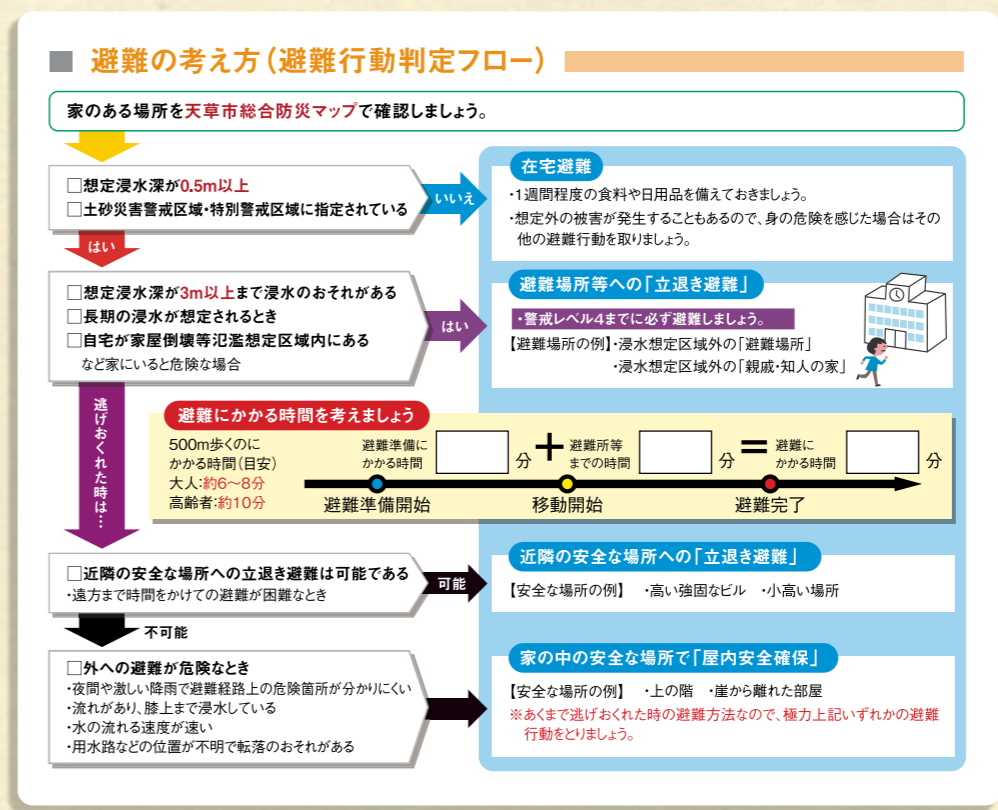 ■ 避難の考え方(避難行動判定フロー)
家のある場所を天草市総合防災マップで確認しましょう。
□想定浸水深が0.5m以上
□土砂災害警戒区域・特別警戒区域に指定されている
いいえ
在宅避難
・1週間程度の食料や日用品を備えておきましょう。
・想定外の被害が発生することもあるので、身の危険を感じた場合はその
他の避難行動を取りましょう。
はい
□想定浸水深が3m以上まで浸水のおそれがある
□長期の浸水が想定されるとき
□自宅が家屋倒壊等氾濫想定区域内にある
など家にいると危険な場合
はい
避難場所等への「立退き避難」
・警戒レベル4までに必ず避難しましょう。
【避難場所の例】・浸水想定区域外の「避難場所」
・浸水想定区域外の「親戚・知人の家」
逃げおくれた時は…
避難にかかる時間を考えましょう
500m歩くのに
かかる時間(目安)
大人:約6〜8分
高齢者:約10分
避難準備に
かかる時間
分
+
避難所等
までの時間
分
=
避難に
かかる時間
分
避難準備開始
移動開始
避難完了
□近隣の安全な場所への立退き避難は可能である
・遠方まで時間をかけての避難が困難なとき
可能
近隣の安全な場所への「立退き避難」
【安全な場所の例】 ・高い強固なビル ・小高い場所
不可能
□外への避難が危険なとき
・夜間や激しい降雨で避難経路上の危険箇所が分かりにくい
・流れがあり、膝上まで浸水している
・水の流れる速度が速い
・用水路などの位置が不明で転落のおそれがある
家の中の安全な場所で「屋内安全確保」
【安全な場所の例】 ・上の階 ・崖から離れた部屋
※あくまで逃げおくれた時の避難方法なので、極力上記いずれかの避難
行動をとりましょう。